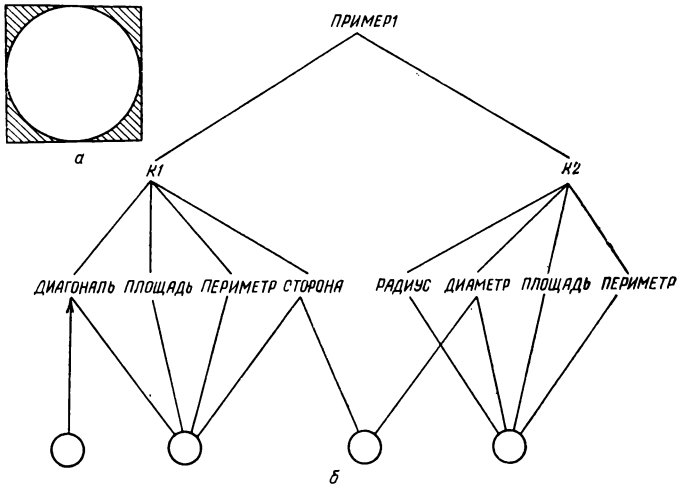 ПРИМЕР1
а
К1
К2
ДИАГОНАЛЬ ПЛОЩАДЬ ПЕРИМЕТР СТОРОНА РАДИУС ДИАМЕТР ПЛОЩАДЬ ПЕРИМЕТР
б